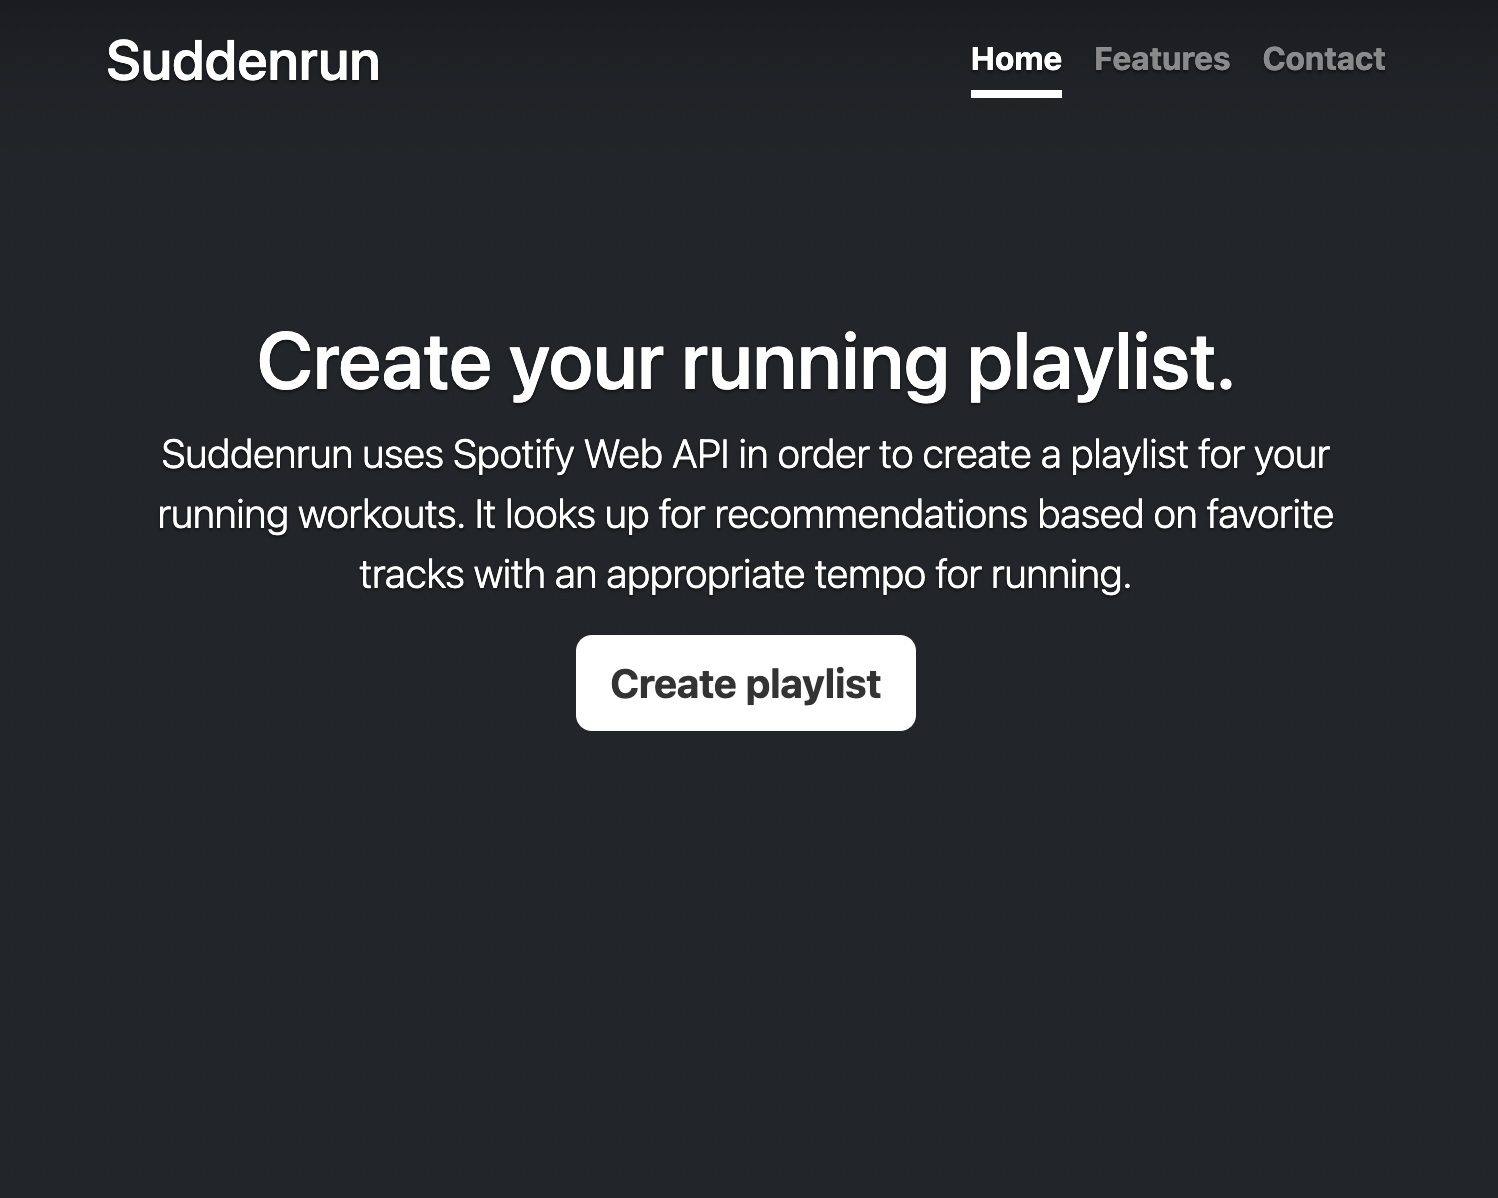 Suddenrun
Home Features Contact
Create your running playlist.
Suddenrun uses Spotify Web API in order to create a playlist for your
running workouts. It looks up for recommendations based on favorite
tracks with an appropriate tempo for running.
Create playlist